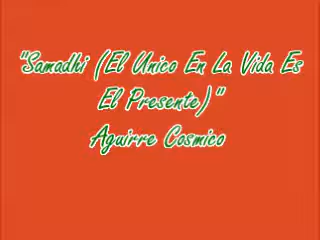 "Samadhi (El Unico En La Vida Es
El Presente)"
Aguirre Cosmico